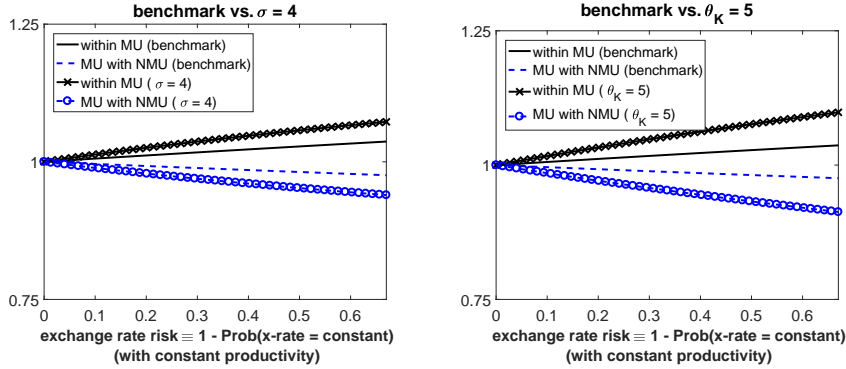 benchmark vs. σ = 4
1.25
within MU (benchmark)
MU with NMU (benchmark)
within MU ( σ = 4)
MU with NMU ( σ = 4)
1
0.75
0 0.1 0.2 0.3 0.4 0.5 0.6
exchange rate risk ≡ 1 - Prob(x-rate = constant)
(with constant productivity)
benchmark vs. θ_K = 5
1.25
within MU (benchmark)
MU with NMU (benchmark)
within MU ( θ_K = 5)
MU with NMU ( θ_K = 5)
1
0.75
0 0.1 0.2 0.3 0.4 0.5 0.6
exchange rate risk ≡ 1 - Prob(x-rate = constant)
(with constant productivity)